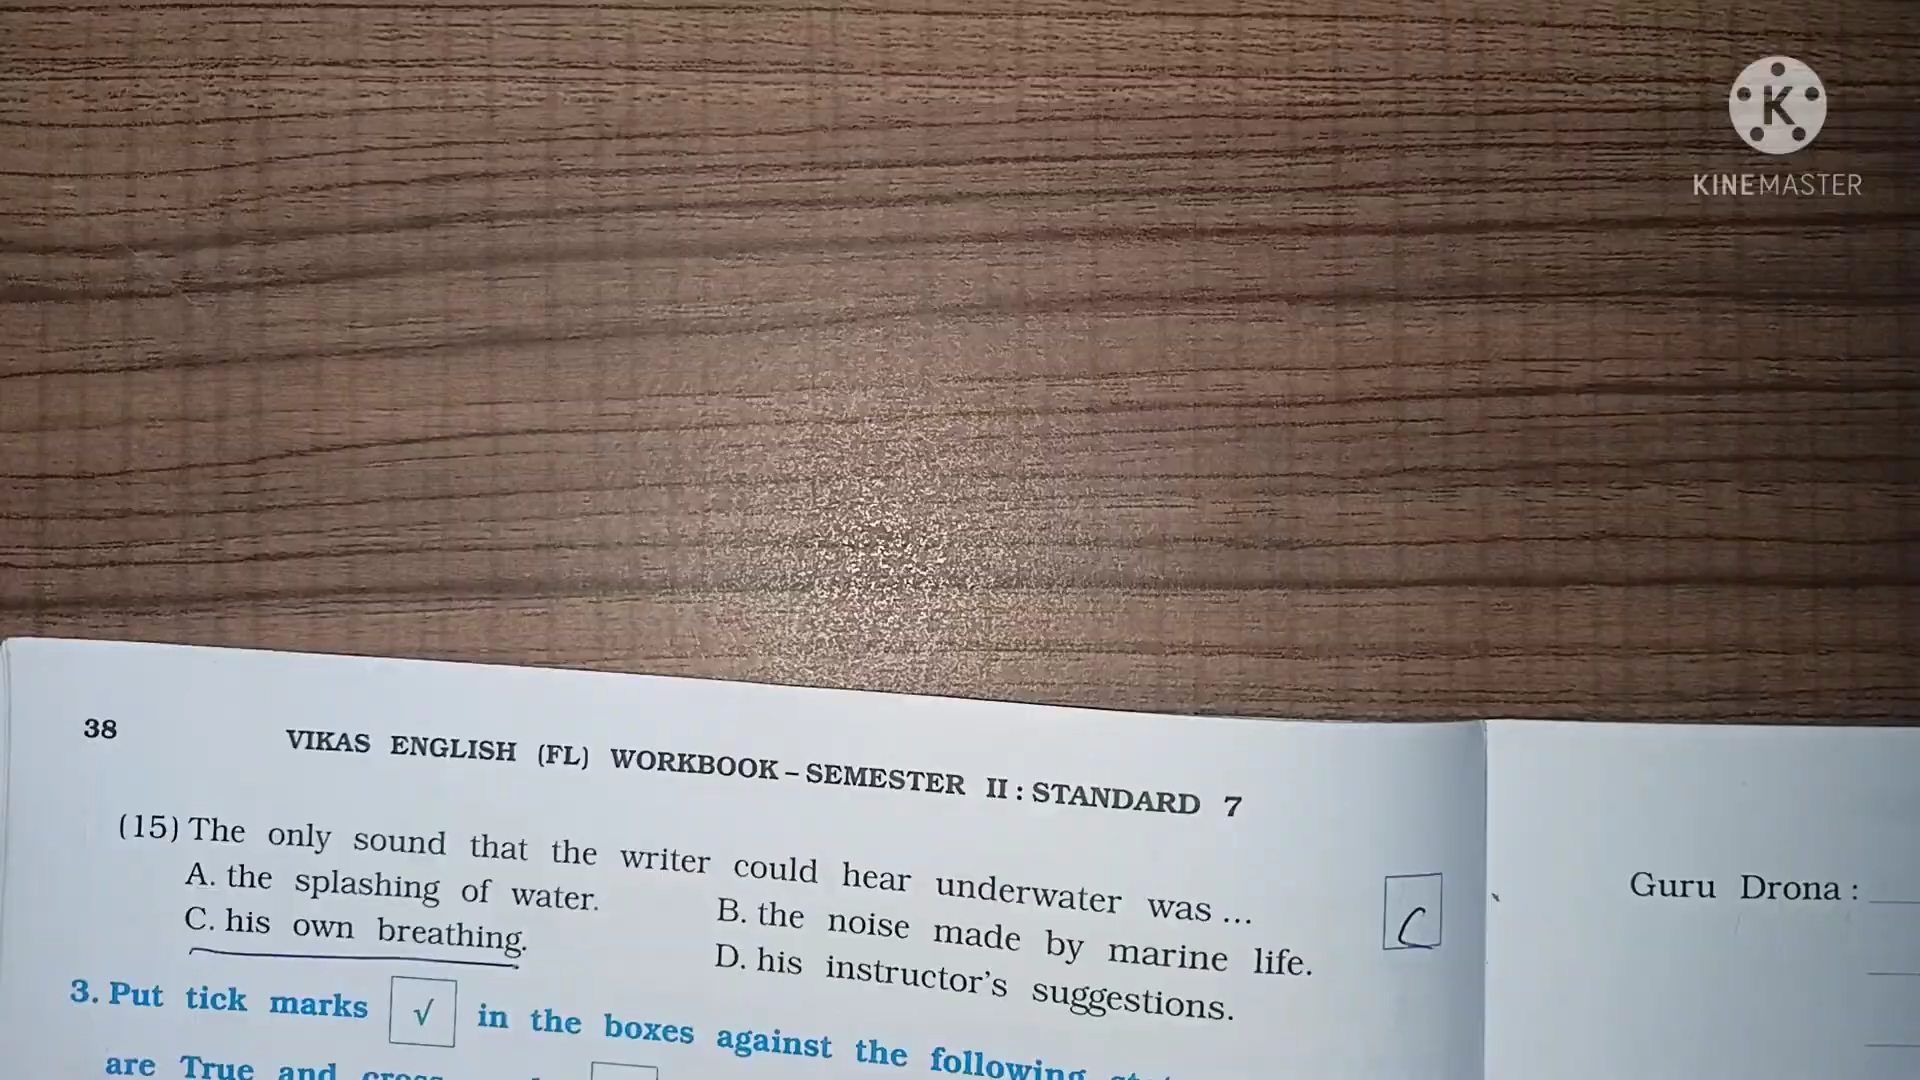 K
KINEMASTER
38
VIKAS ENGLISH (FL) WORKBOOK – SEMESTER II : STANDARD 7
(15) The only sound that the writer could hear underwater was ...
A. the splashing of water.
B. the noise made by marine life.
C. his own breathing.
D. his instructor's suggestions.
C
3. Put tick marks √ in the boxes against the following
are True and
Guru Drona :